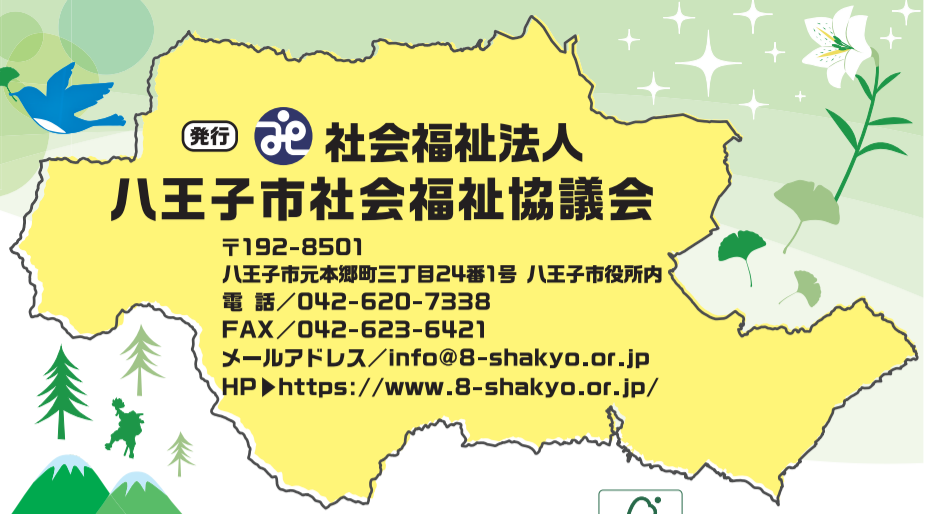 発行 社会福祉法人
八王子市社会福祉協議会
〒192-8501
八王子市元本郷町三丁目24番1号 八王子市役所内
電 話／042-620-7338
FAX／042-623-6421
メールアドレス／info@8-shakyo.or.jp
HP▶https://www.8-shakyo.or.jp/